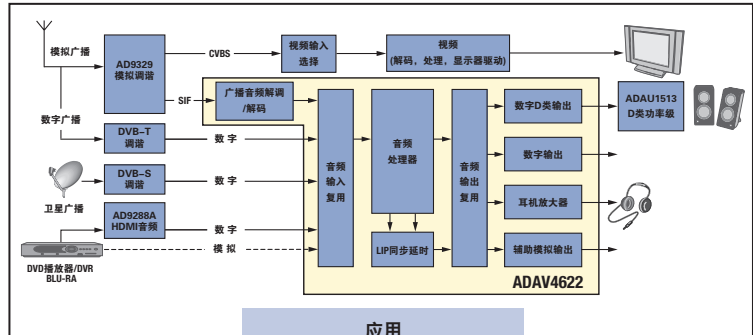 模拟广播
AD9329
模拟调谐
CVBS
视频输入
选择
视频
(解码，处理，显示器驱动)
SIF
广播音频解调
/解码
数字D类输出
ADAU1513
D类功率级
数字广播
DVB-T
调谐
数字
音频
处理器
数字输出
DVB-S
调谐
数字
音频
输入
复用
音频
输出
复用
耳机放大器
卫星广播
AD9288A
HDMI音频
数字
模拟
LIP同步延时
辅助模拟输出
DVD播放器/DVR
BLU-RA
ADAV4622
应用